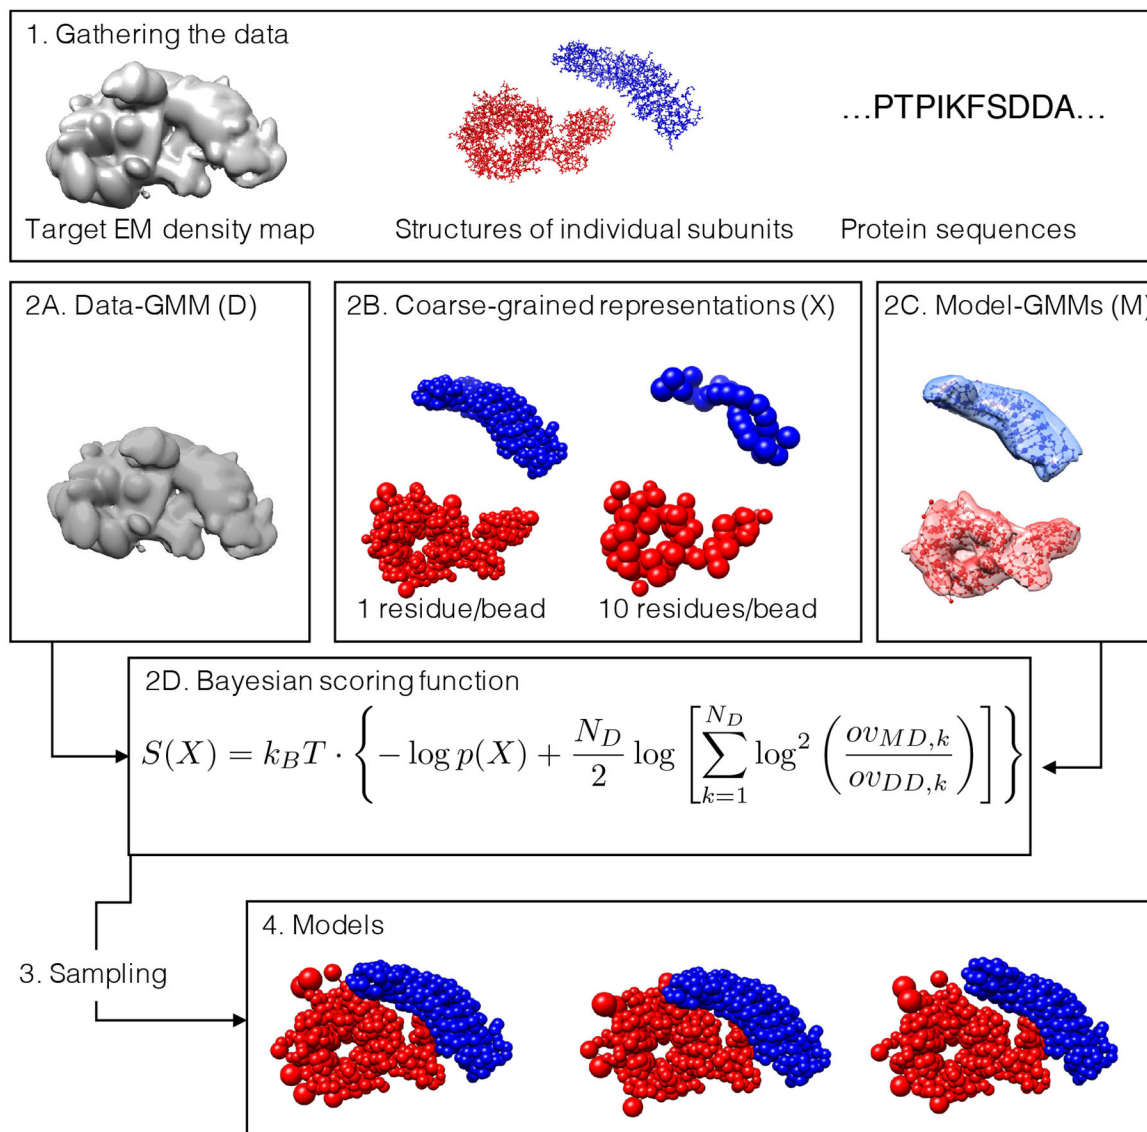 1. Gathering the data
...PTPIKFSDDA...
Target EM density map
Structures of individual subunits
Protein sequences
2A. Data-GMM (D)
2B. Coarse-grained representations (X)
2C. Model-GMMs (M)
1 residue/bead
10 residues/bead
2D. Bayesian scoring function
S(X) = k_B T · { −log p(X) + N_D/2 log [ ∑_{k=1}^{N_D} log² ( ov_{MD,k} / ov_{DD,k} ) ] }
3. Sampling
4. Models